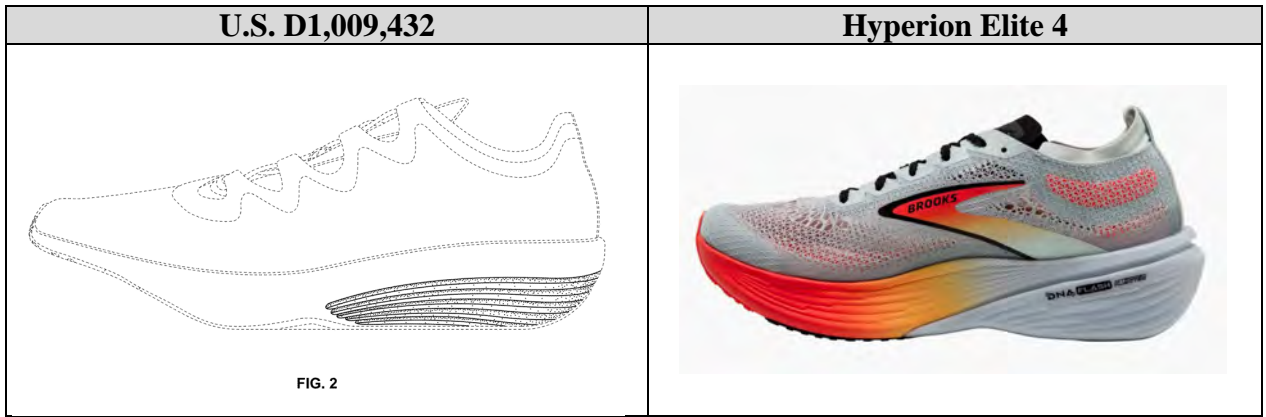 U.S. D1,009,432
Hyperion Elite 4
BROOKS
DNA FLASH
FIG. 2